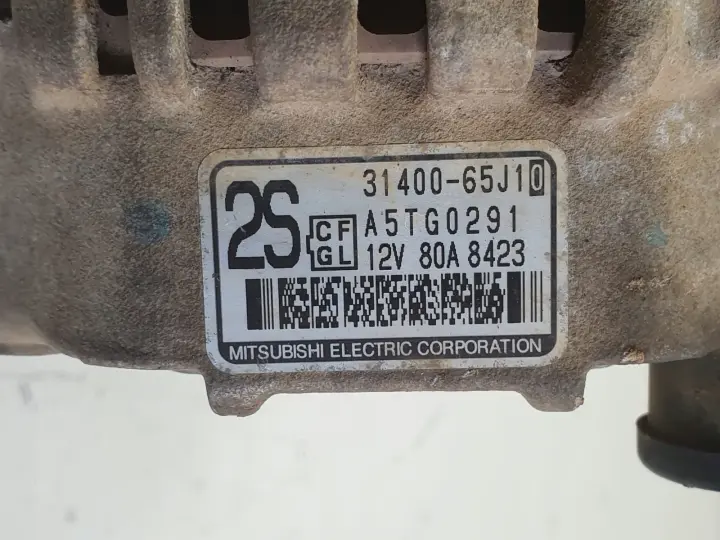 2S
31400-65J10
CF
GL
A5TG0291
12V 80A 8423
MITSUBISHI ELECTRIC CORPORATION